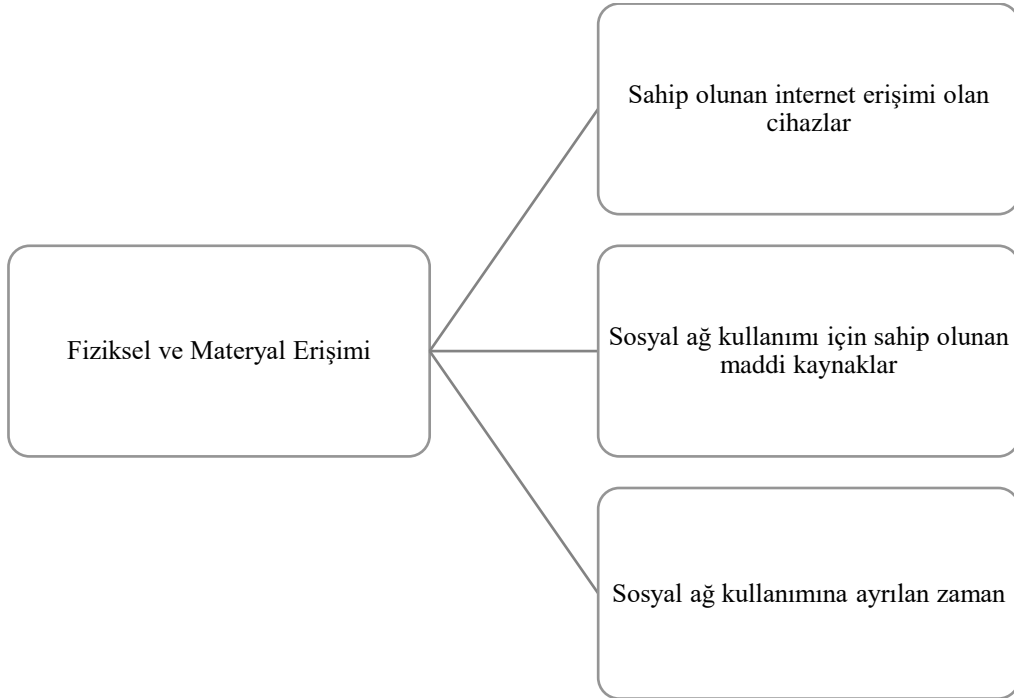 Fiziksel ve Materyal Erişimi
Sahip olunan internet erişimi olan
cihazlar
Sosyal ağ kullanımı için sahip olunan
maddi kaynaklar
Sosyal ağ kullanımına ayrılan zaman